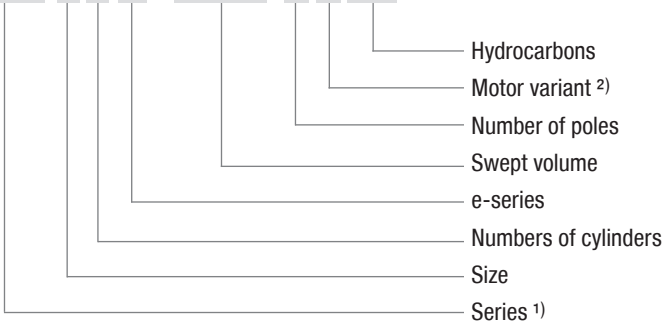 Hydrocarbons
Motor variant ²⁾
Number of poles
Swept volume
e-series
Numbers of cylinders
Size
Series ¹⁾